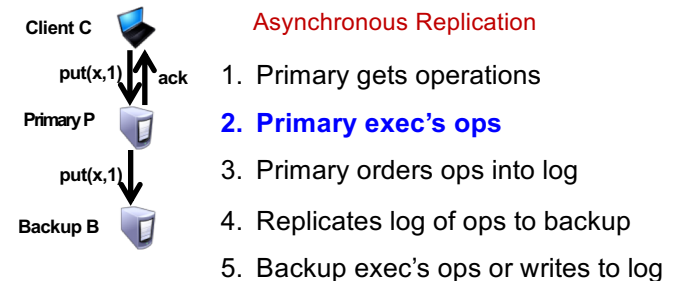 Client C
Asynchronous Replication
put(x,1)
ack
1. Primary gets operations
Primary P
2. Primary exec's ops
put(x,1)
3. Primary orders ops into log
Backup B
4. Replicates log of ops to backup
5. Backup exec's ops or writes to log